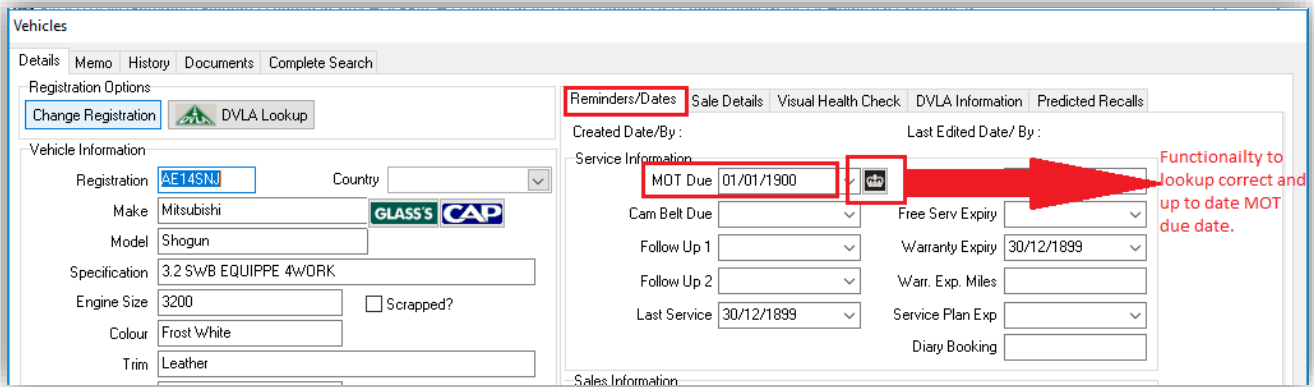 Vehicles
Details Memo History Documents Complete Search
Registration Options
Change Registration DVLA DVLA Lookup
Vehicle Information
Registration AE14SNJ Country
Make Mitsubishi GLASS'S CAP
Model Shogun
Specification 3.2 SWB EQUIPPE 4WORK
Engine Size 3200 Scrapped?
Colour Frost White
Trim Leather
Reminders/Dates Sale Details Visual Health Check DVLA Information Predicted Recalls
Created Date/By : Last Edited Date/ By :
Service Information
MOT Due 01/01/1900
Cam Belt Due Free Serv Expiry
Follow Up 1 Warranty Expiry 30/12/1899
Follow Up 2 Warr. Exp. Miles
Last Service 30/12/1899 Service Plan Exp
Diary Booking
Sales Information
Functionailty to
lookup correct and
up to date MOT
due date.